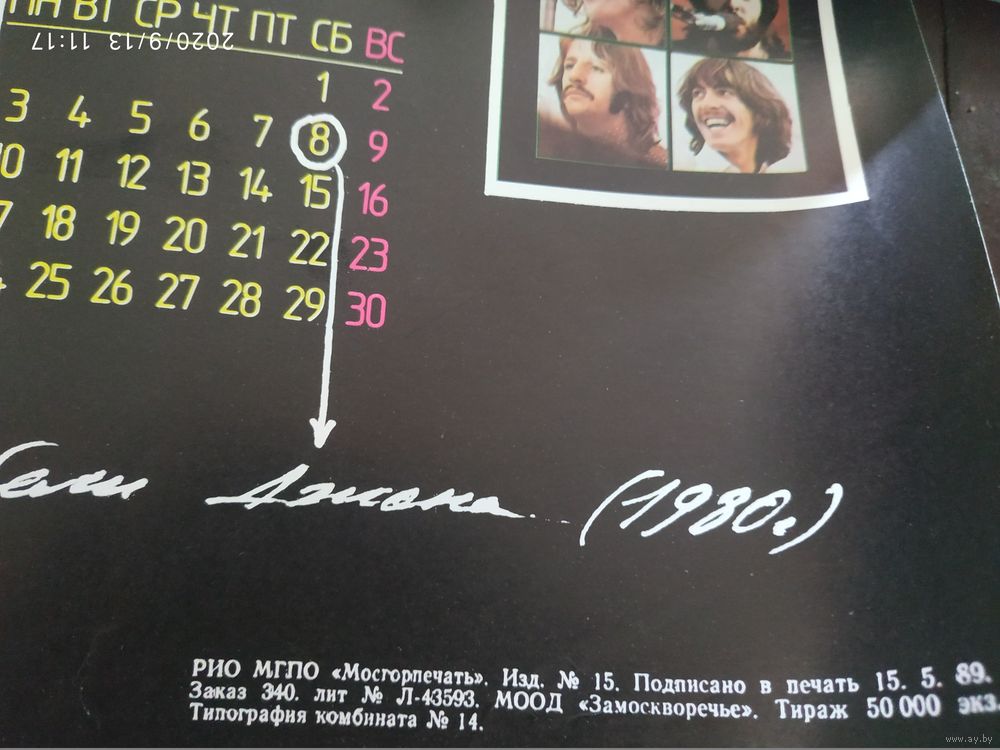 ПН ВТ СР ЧТ ПТ СБ ВС
2020/9/13 11:17
1 2
3 4 5 6 7 8 9
10 11 12 13 14 15 16
17 18 19 20 21 22 23
25 26 27 28 29 30
Джона (1980г.)
РИО МГПО «Мосгорпечать». Изд. № 15. Подписано в печать 15. 5. 89.
Заказ 340. лит № Л-43593. МООД «Замоскворечье». Тираж 50 000 экз.
Типография комбината № 14.
www.ay.by